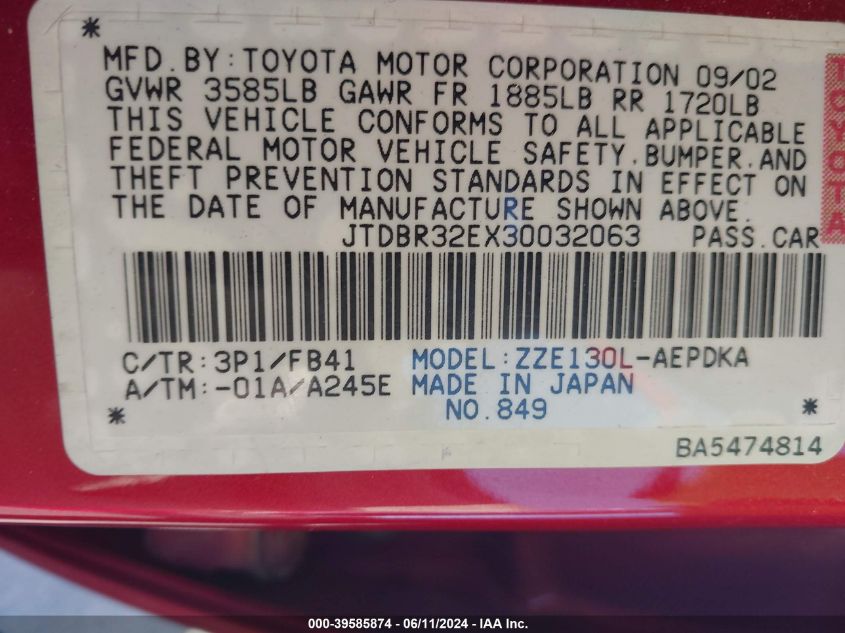 *
MFD.BY:TOYOTA MOTOR CORPORATION 09/02
GVWR 3585LB GAWR FR 1885LB RR 1720LB
THIS VEHICLE CONFORMS TO ALL APPLICABLE
FEDERAL MOTOR VEHICLE SAFETY,BUMPER,AND
THEFT PREVENTION STANDARDS IN EFFECT ON
THE DATE OF MANUFACTURE SHOWN ABOVE.
TOYOTA
JTDBR32EX30032063 PASS.CAR
C/TR:3P1/FB41 MODEL:ZZE130L-AEPDKA
A/TM:-01A/A245E MADE IN JAPAN
* NO.849 *
BA5474814
000-39585874 - 06/11/2024 - IAA Inc.